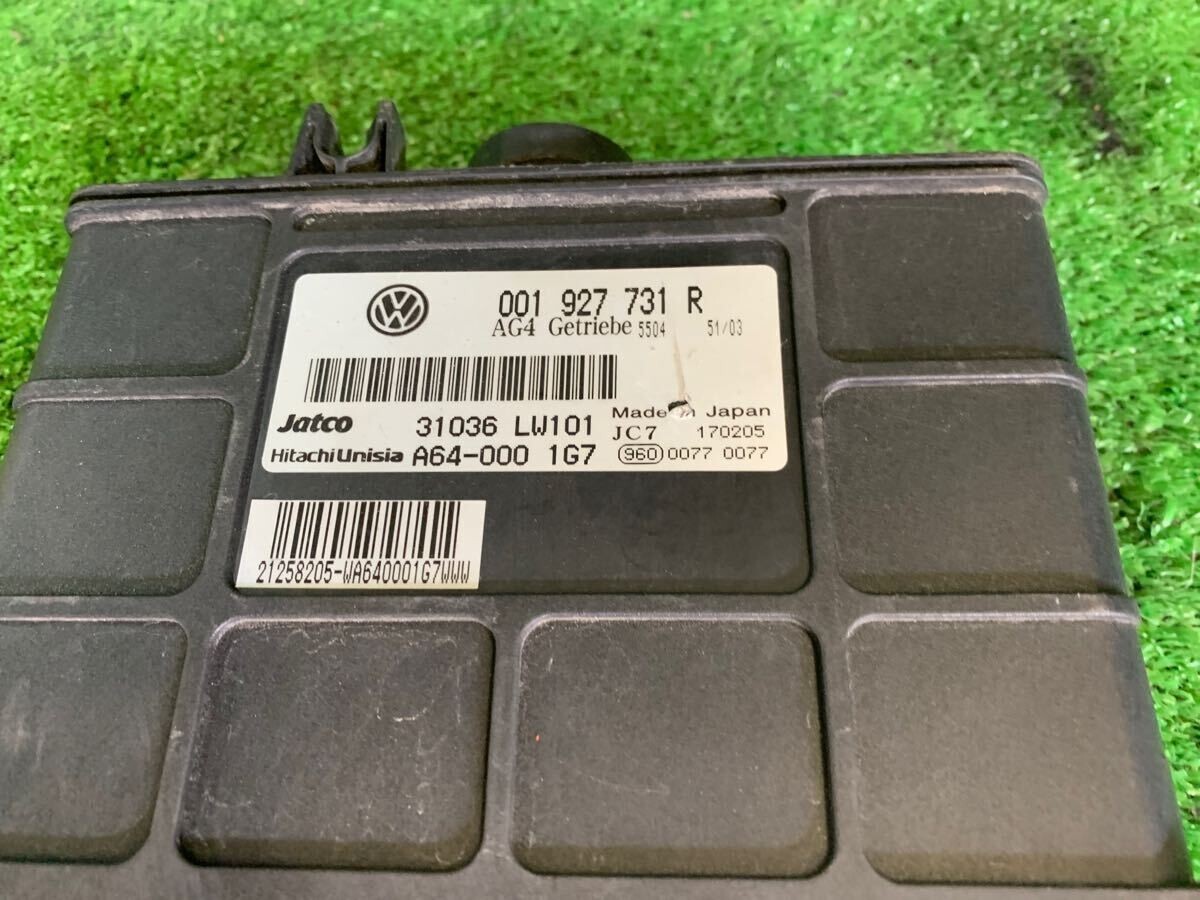 001 927 731 R
AG4 Getriebe 5504 51/03
Jatco 31036 LW101 Made in Japan
JC7 170205
HitachiUnisia A64-000 1G7 960 0077 0077
21258205-WA640001G7WWW